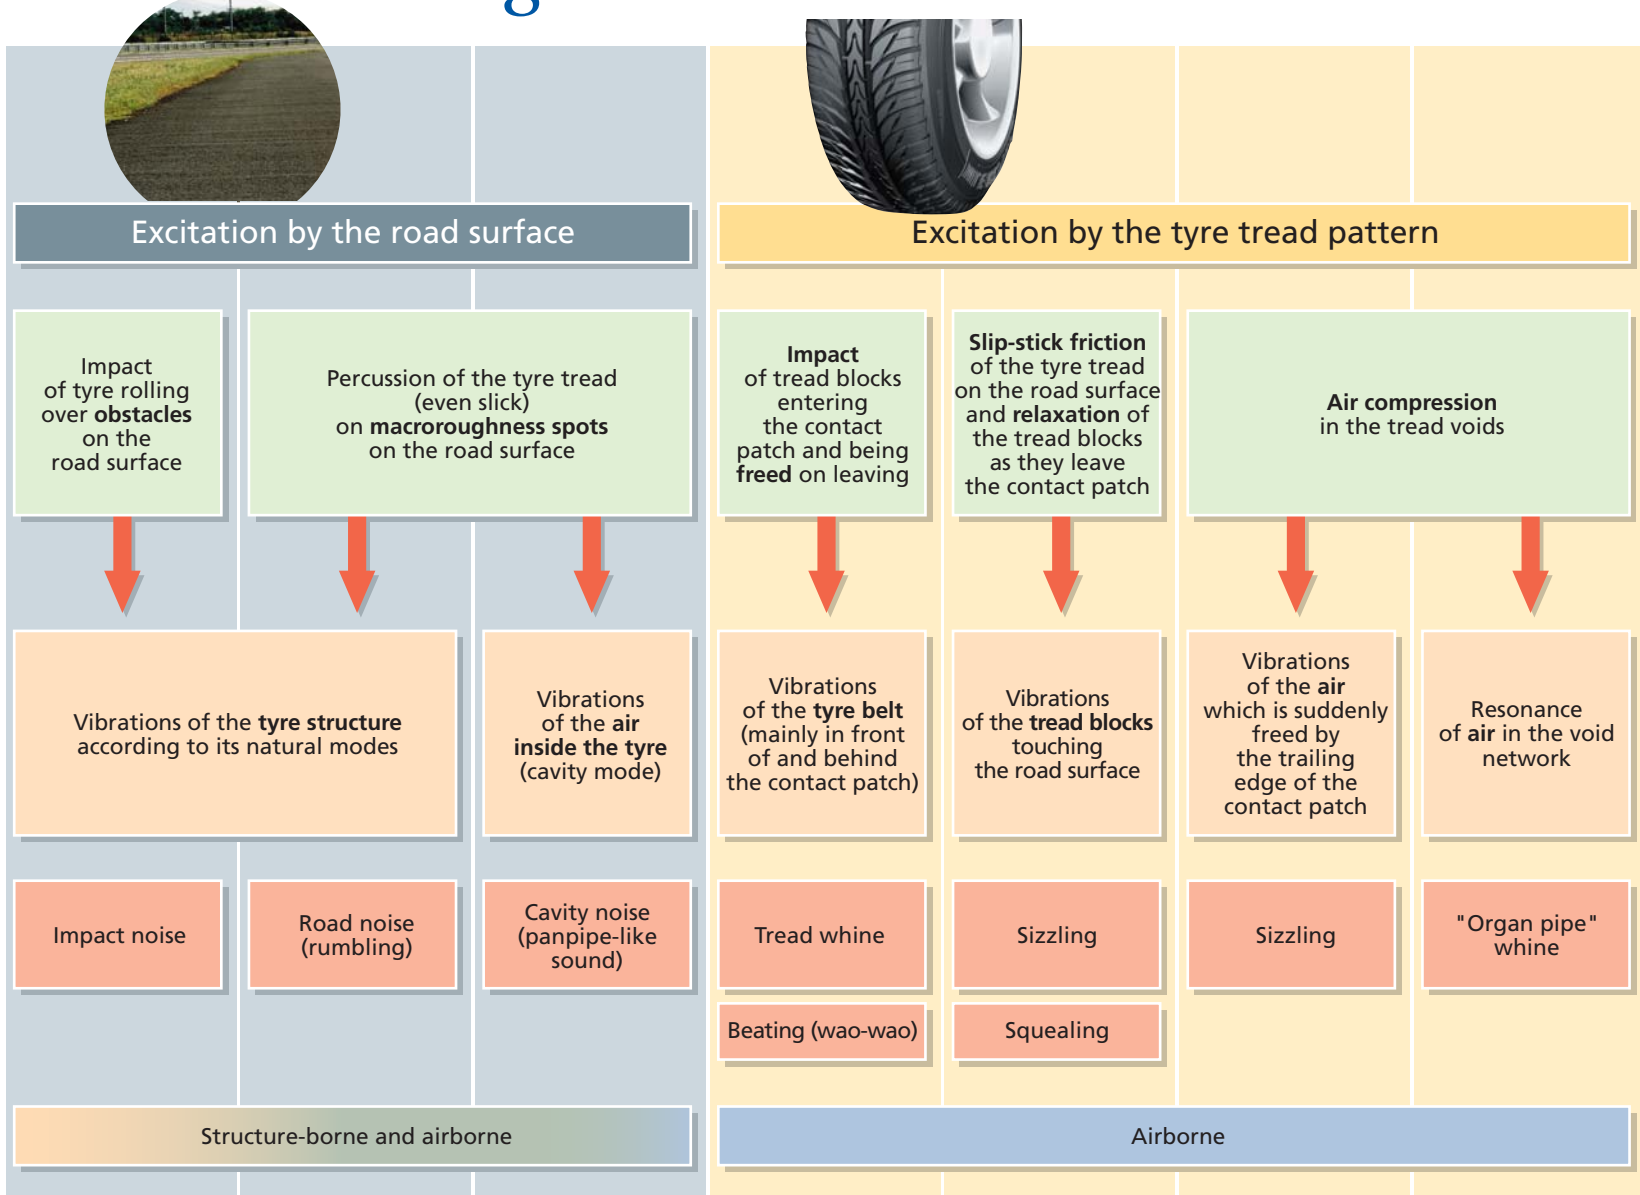 Excitation by the road surface
Excitation by the tyre tread pattern
Impact
of tyre rolling
over obstacles
on the
road surface
Percussion of the tyre tread
(even slick)
on macroroughness spots
on the road surface
Impact
of tread blocks
entering
the contact
patch and being
freed on leaving
Slip-stick friction
of the tyre tread
on the road surface
and relaxation of
the tread blocks
as they leave
the contact patch
Air compression
in the tread voids
Vibrations of the tyre structure
according to its natural modes
Vibrations
of the air
inside the tyre
(cavity mode)
Vibrations
of the tyre belt
(mainly in front
of and behind
the contact patch)
Vibrations
of the tread blocks
touching
the road surface
Vibrations
of the air
which is suddenly
freed by
the trailing
edge of the
contact patch
Resonance
of air in the void
network
Impact noise
Road noise
(rumbling)
Cavity noise
(panpipe-like
sound)
Tread whine
Sizzling
Sizzling
"Organ pipe"
whine
Beating (wao-wao)
Squealing
Structure-borne and airborne
Airborne